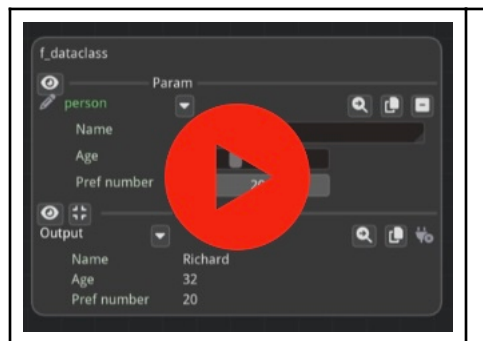 f_dataclass
Param
person
Name
Age
Pref number
Output
Name Richard
Age 32
Pref number 20